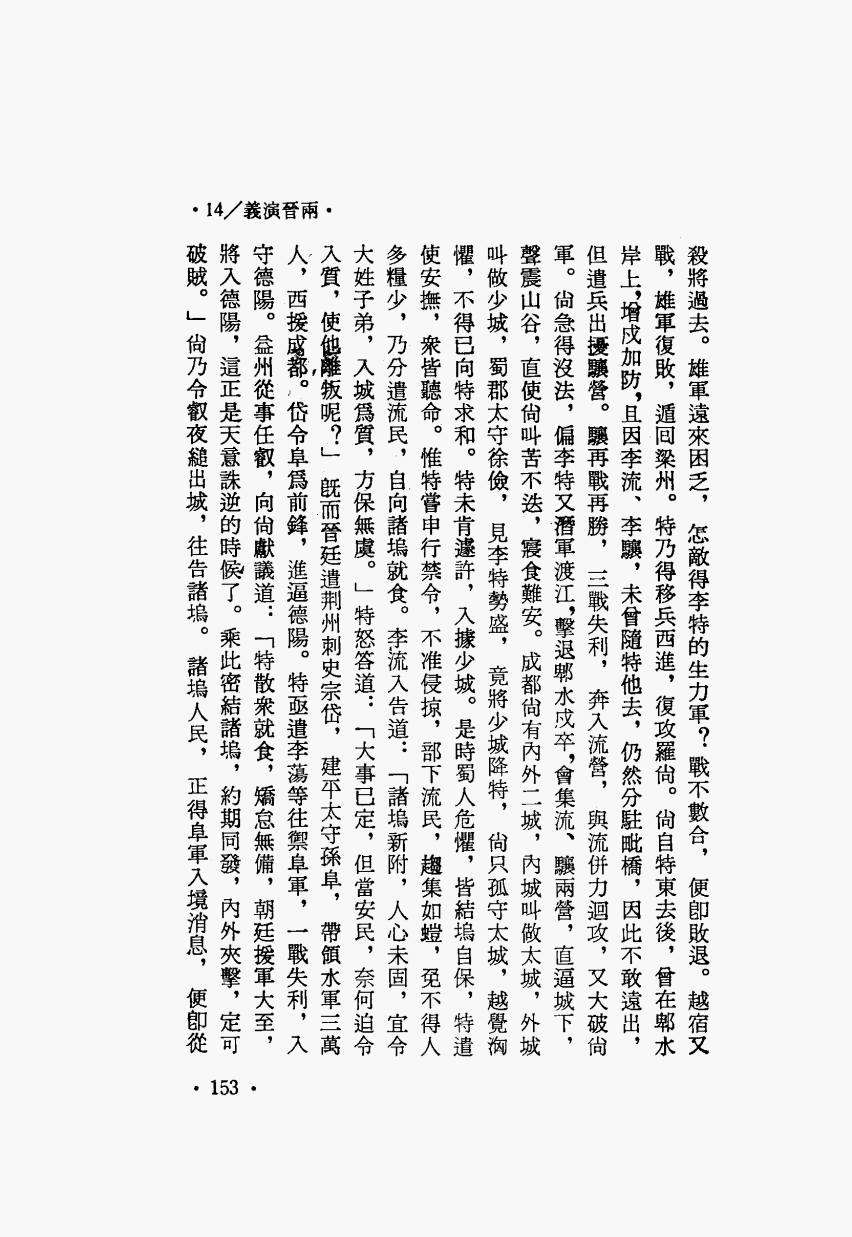 ·14／義演晉兩·
殺將過去。雄軍遠來困乏，怎敵得李特的生力軍？戰不數合，便卽敗退。越宿又
戰，雄軍復敗，遁回梁州。特乃得移兵西進，復攻羅尙。尙自特東去後，曾在郫水
岸上，增戍加防，且因李流、李驤，未曾隨特他去，仍然分駐毗橋，因此不敢遠出，
但遣兵出擾驤營。驤再戰再勝，三戰失利，奔入流營，與流併力迴攻，又大破尙
軍。尙急得沒法，偏李特又潛軍渡江，擊退郫水戍卒，會集流、驤兩營，直逼城下，
聲震山谷，直使尙叫苦不迭，寢食難安。成都尙有內外二城，內城叫做太城，外城
叫做少城，蜀郡太守徐儉，見李特勢盛，竟將少城降特，尙只孤守太城，越覺洶
懼，不得已向特求和。特未肯遽許，入據少城。是時蜀人危懼，皆結塢自保，特遣
使安撫，衆皆聽命。惟特嘗申行禁令，不准侵掠，部下流民，趨集如螘，免不得人
多糧少，乃分遣流民，自向諸塢就食。李流入告道：「諸塢新附，人心未固，宜令
大姓子弟，入城爲質，方保無虞。」特怒答道：「大事已定，但當安民，奈何迫令
入質，使他離叛呢？」旣而晉廷遣荆州刺史宗岱，建平太守孫阜，帶領水軍三萬
人，西援成都。岱令阜爲前鋒，進逼德陽。特亟遣李蕩等往禦阜軍，一戰失利，入
守德陽。益州從事任叡，向尙獻議道：「特散衆就食，嬌怠無備，朝廷援軍大至，
將入德陽，這正是天意誅逆的時候了。乘此密結諸塢，約期同發，內外夾擊，定可
破賊。」尙乃令叡夜縋出城，往告諸塢。諸塢人民，正得阜軍入境消息，便卽從
·153·